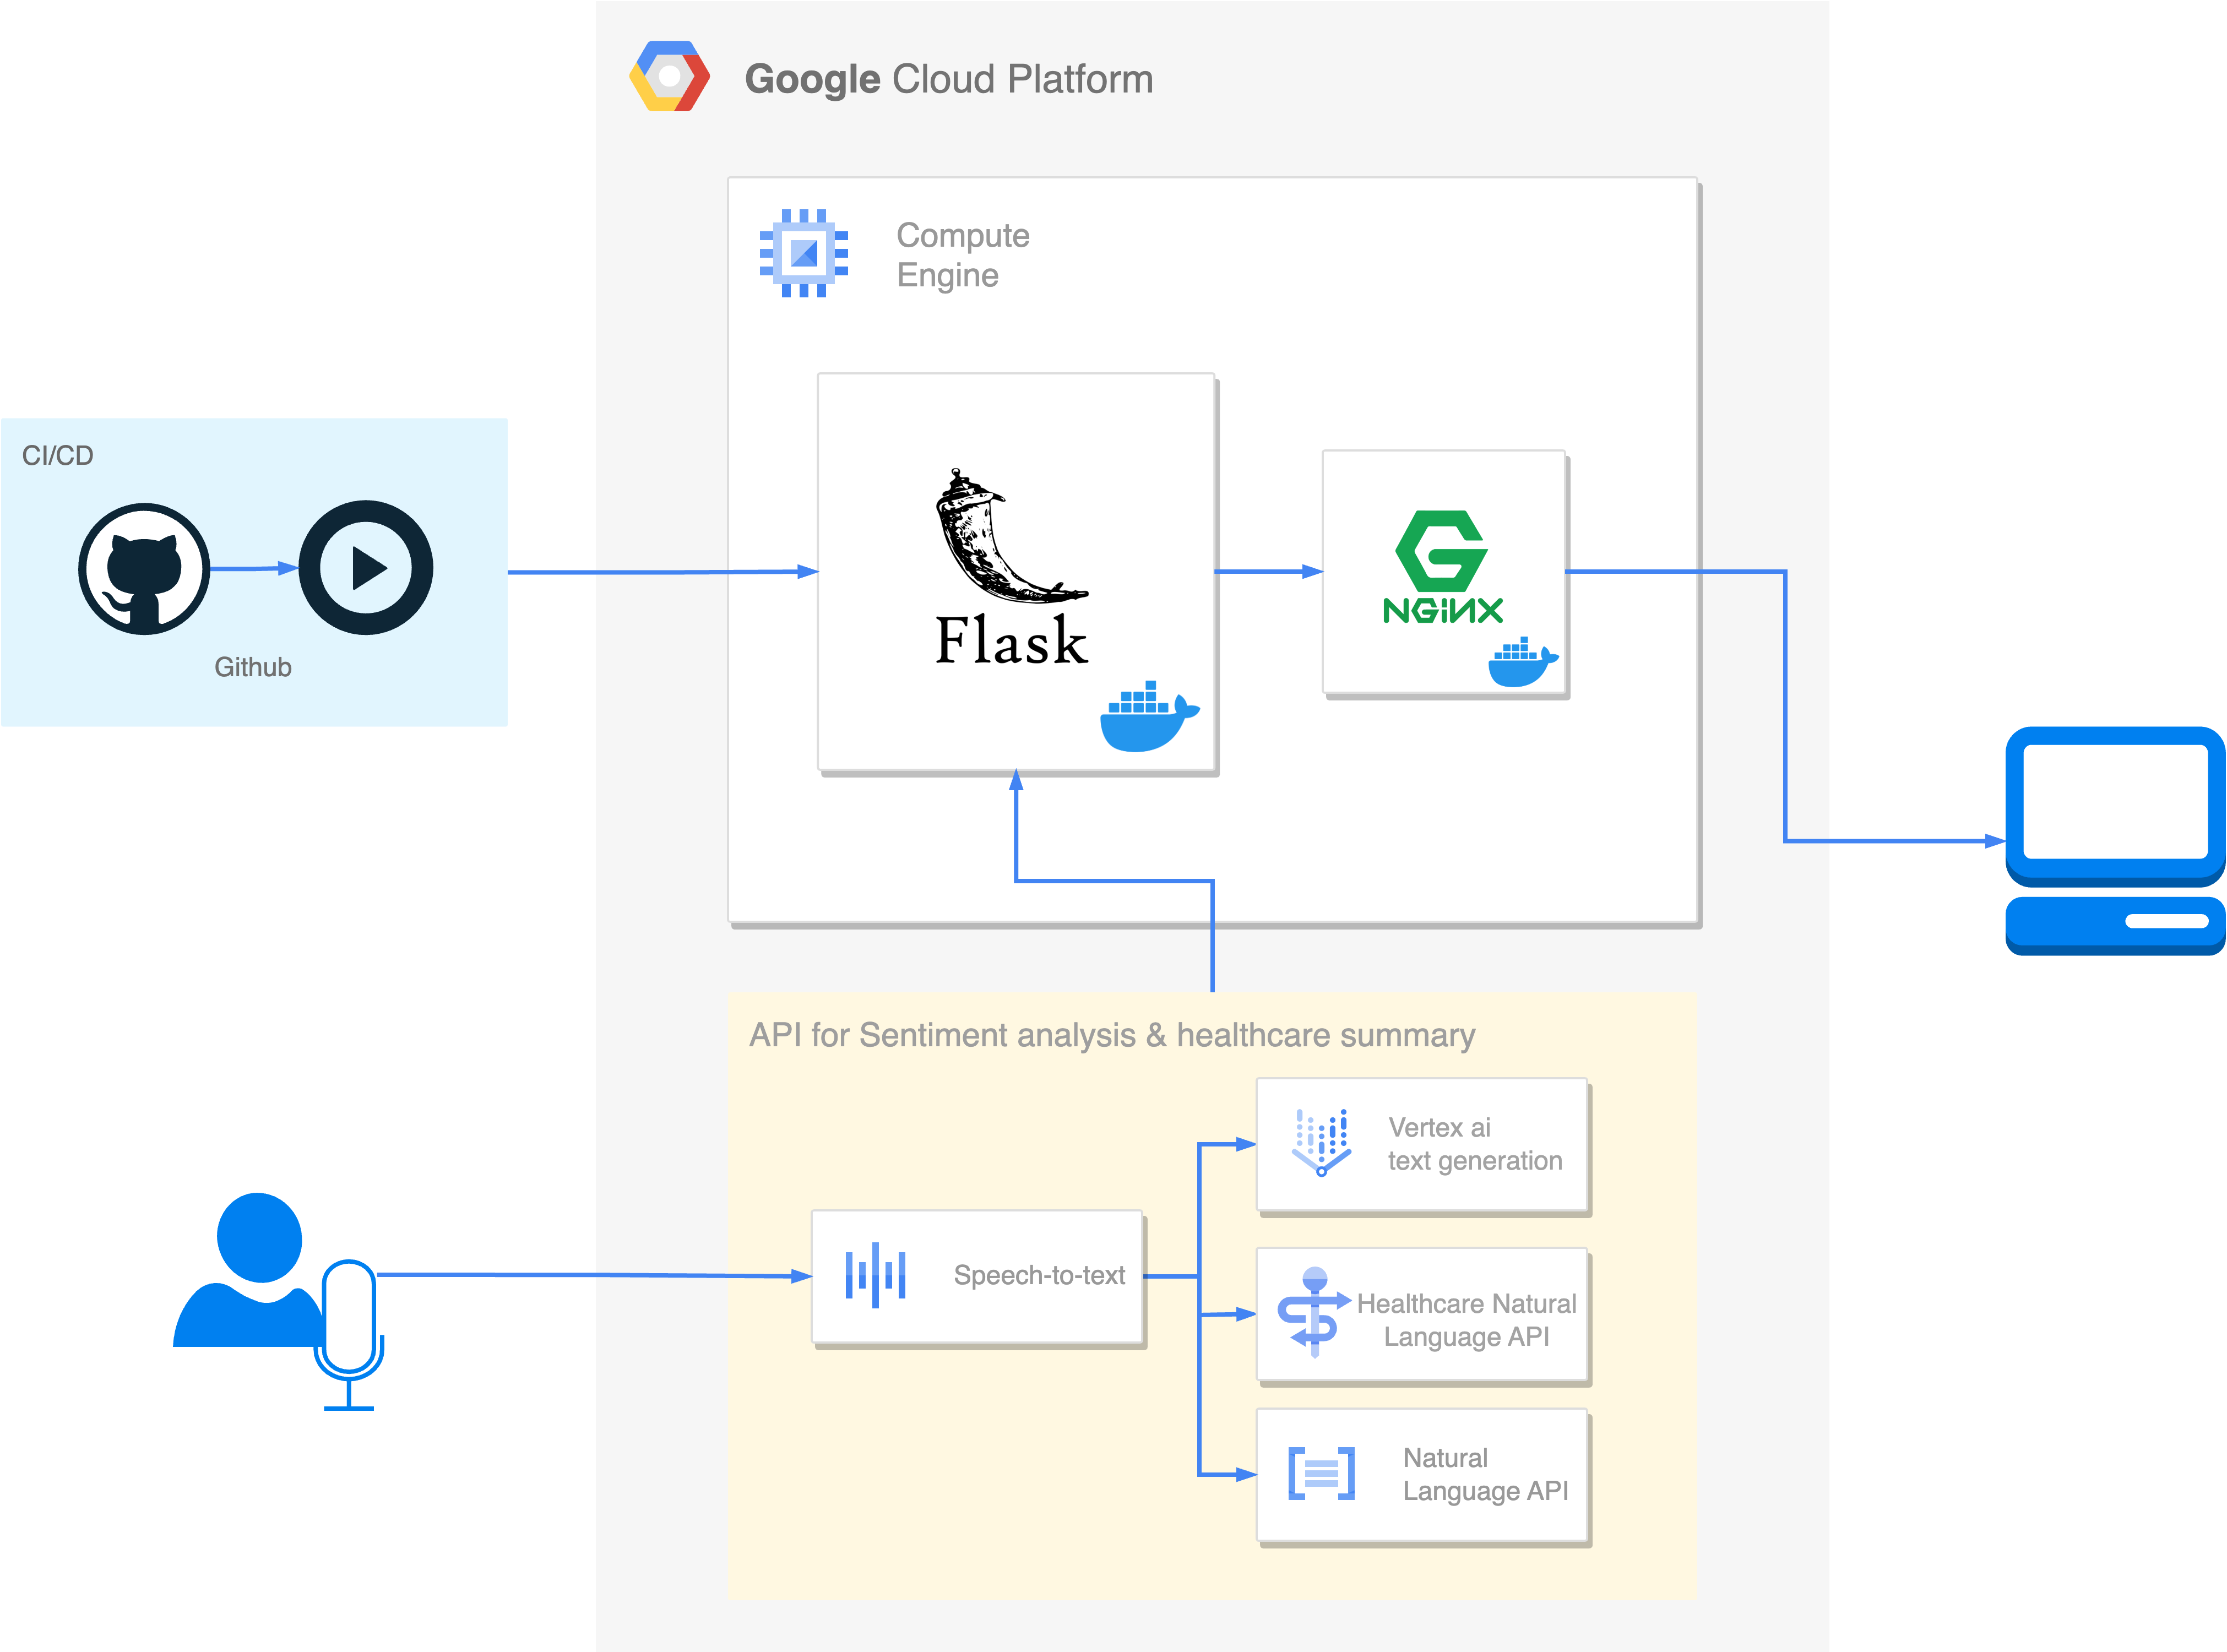 Google Cloud Platform
Compute
Engine
CI/CD
Github
Flask
NGINX
API for Sentiment analysis & healthcare summary
Vertex ai
text generation
Speech-to-text
Healthcare Natural
Language API
Natural
Language API